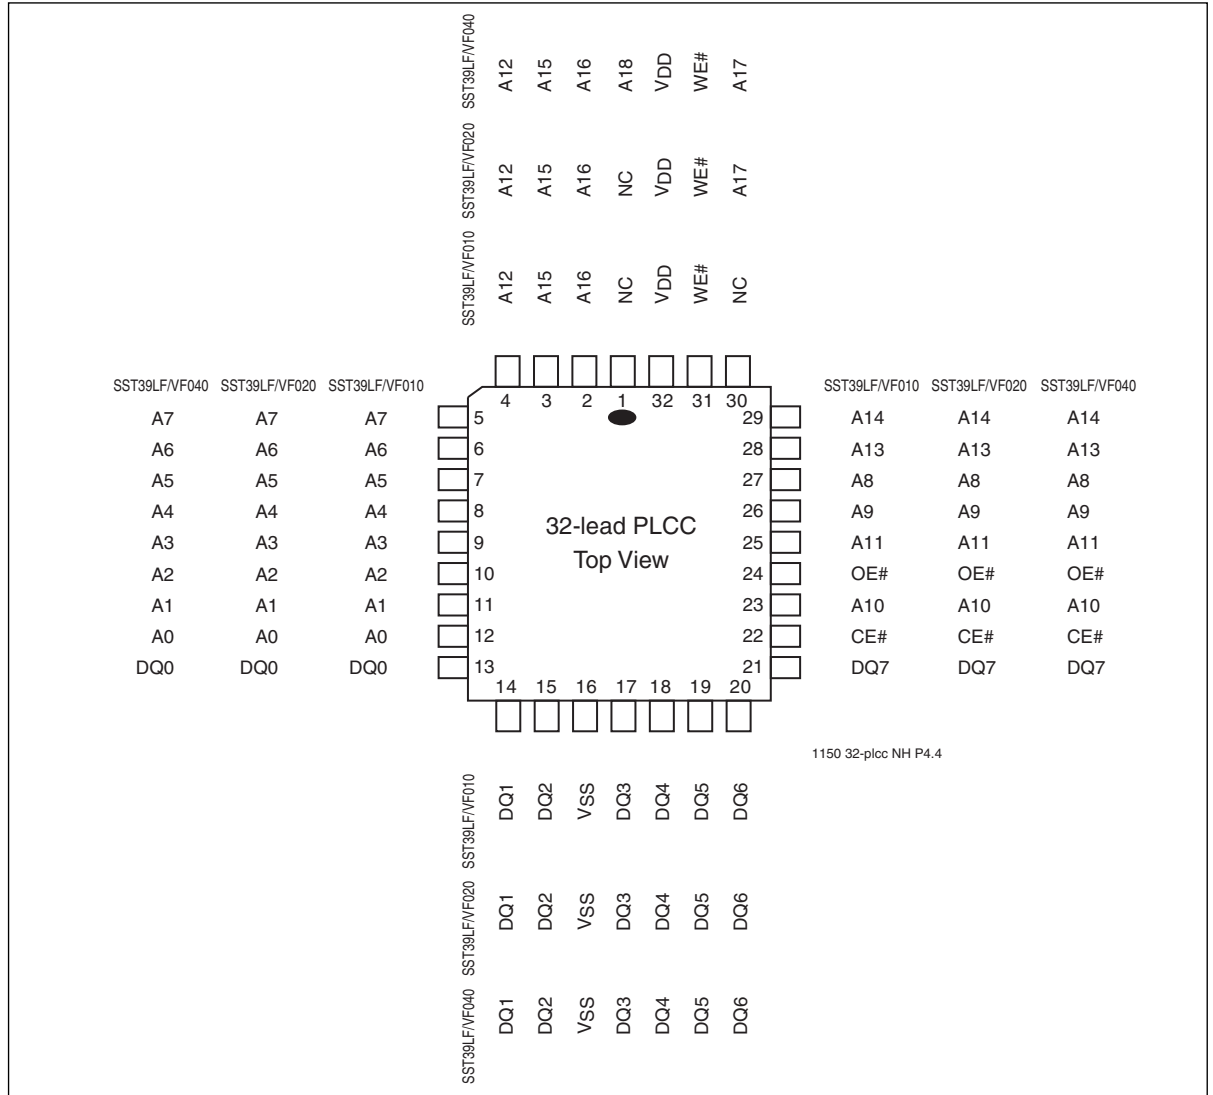 SST39LF/VF040 A12 A15 A16 A18 VDD WE# A17
SST39LF/VF020 A12 A15 A16 NC VDD WE# A17
SST39LF/VF010 A12 A15 A16 NC VDD WE# NC
SST39LF/VF040 SST39LF/VF020 SST39LF/VF010 4 3 2 1 32 31 30 SST39LF/VF010 SST39LF/VF020 SST39LF/VF040
A7 A7 A7 5 29 A14 A14 A14
A6 A6 A6 6 28 A13 A13 A13
A5 A5 A5 7 27 A8 A8 A8
A4 A4 A4 8 26 A9 A9 A9
32-lead PLCC
A3 A3 A3 9 25 A11 A11 A11
Top View
A2 A2 A2 10 24 OE# OE# OE#
A1 A1 A1 11 23 A10 A10 A10
A0 A0 A0 12 22 CE# CE# CE#
DQ0 DQ0 DQ0 13 21 DQ7 DQ7 DQ7
14 15 16 17 18 19 20
1150 32-plcc NH P4.4
SST39LF/VF010 DQ1 DQ2 VSS DQ3 DQ4 DQ5 DQ6
SST39LF/VF020 DQ1 DQ2 VSS DQ3 DQ4 DQ5 DQ6
SST39LF/VF040 DQ1 DQ2 VSS DQ3 DQ4 DQ5 DQ6